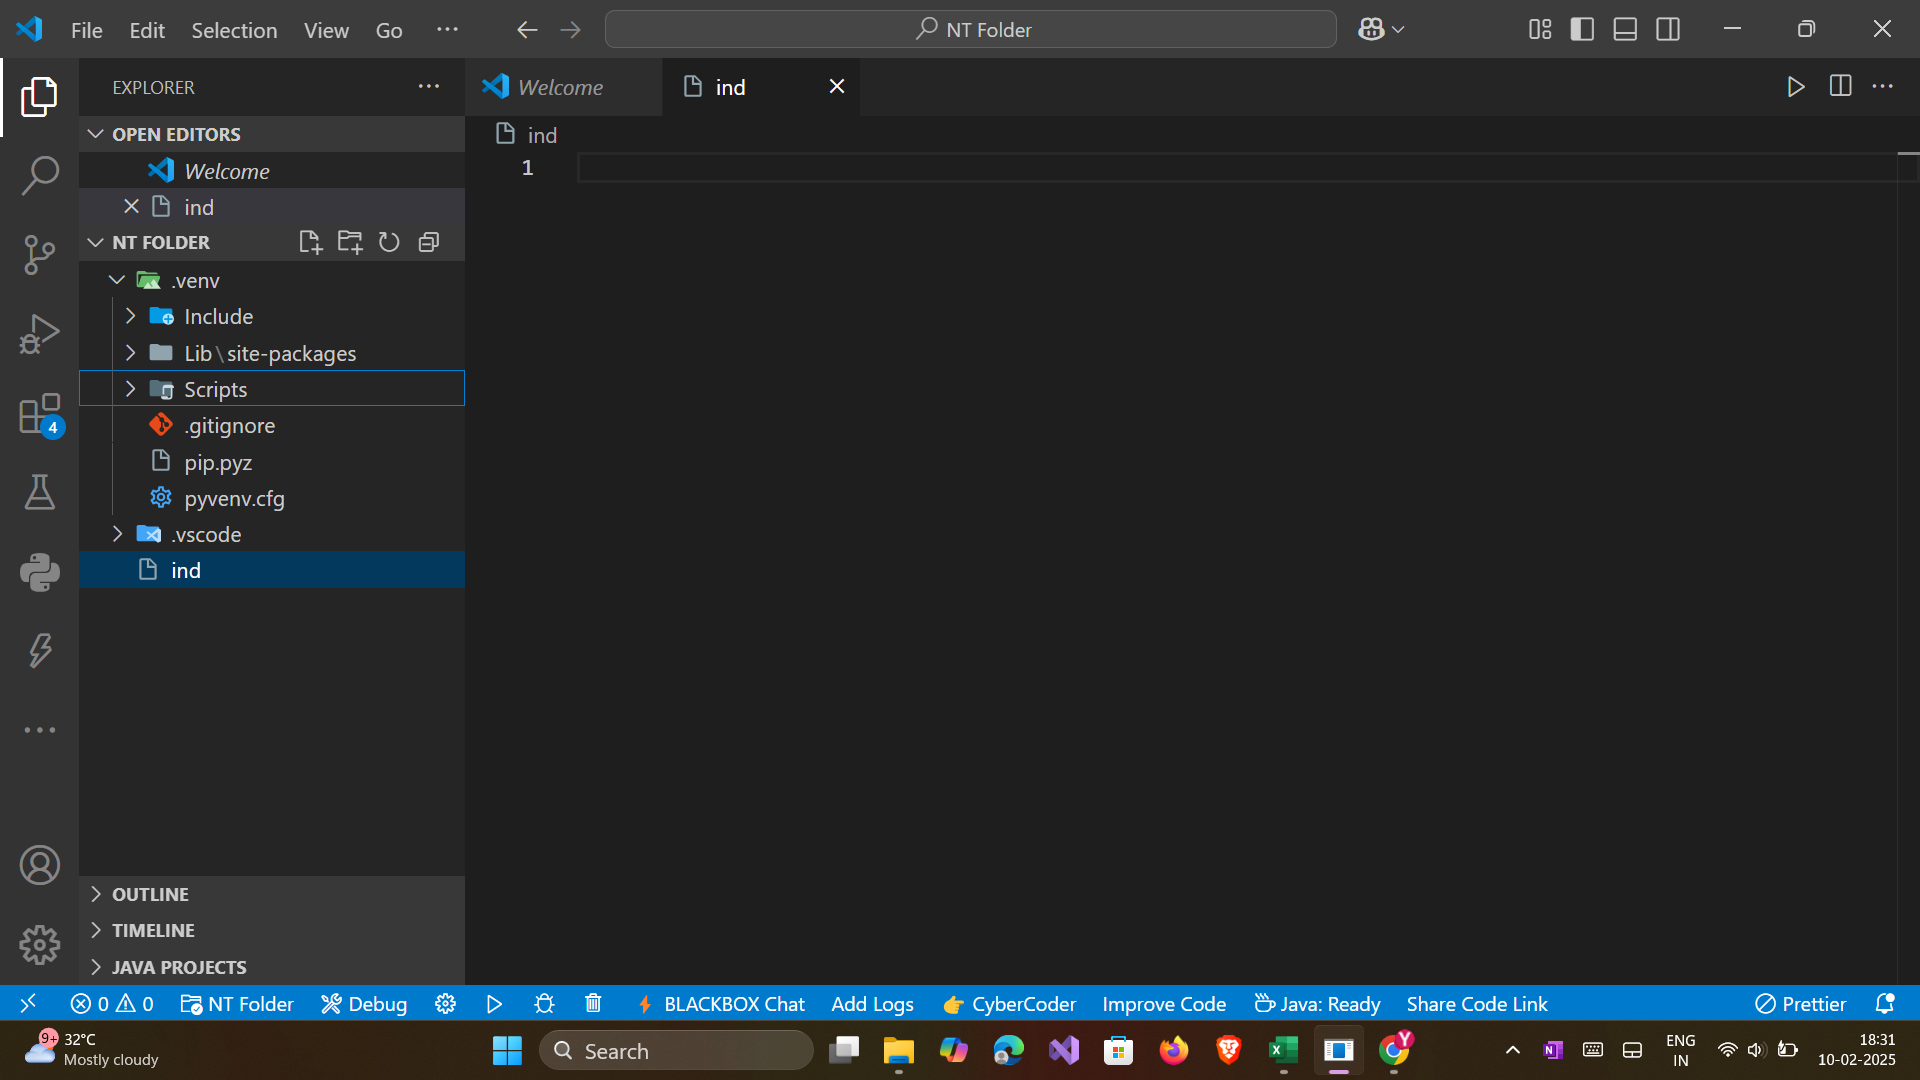 File Edit Selection View Go
NT Folder
EXPLORER
Welcome
ind
OPEN EDITORS
ind
Welcome
1
ind
NT FOLDER
.venv
Include
Lib\site-packages
Scripts
.gitignore
4
pip.pyz
pyvenv.cfg
.vscode
ind
OUTLINE
TIMELINE
JAVA PROJECTS
0 0 NT Folder Debug BLACKBOX Chat Add Logs CyberCoder Improve Code Java: Ready Share Code Link Prettier
9+
32°C
Mostly cloudy
Search
Y
ENG
IN
18:31
10-02-2025